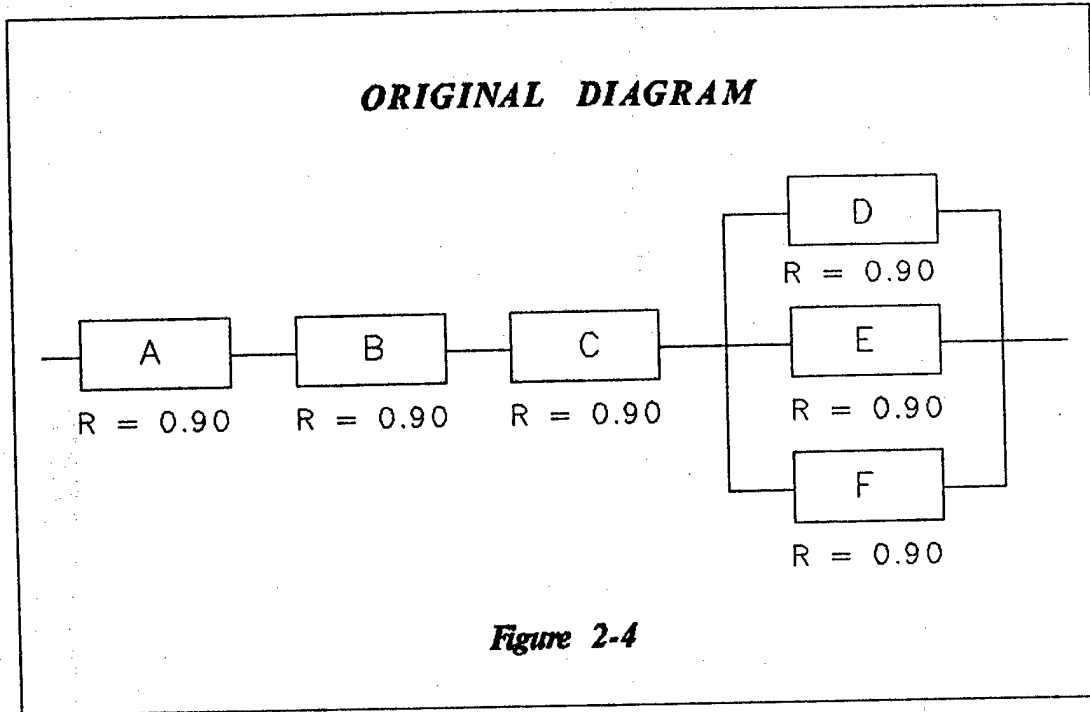 ORIGINAL DIAGRAM
D
R = 0.90
A
B
C
E
R = 0.90
R = 0.90
R = 0.90
R = 0.90
F
R = 0.90
Figure 2-4